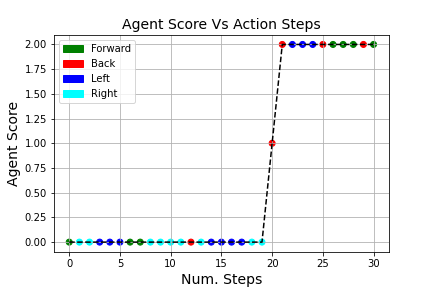 Agent Score Vs Action Steps
Agent Score
2.00
1.75
1.50
1.25
1.00
0.75
0.50
0.25
0.00
Forward
Back
Left
Right
0 5 10 15 20 25 30
Num. Steps